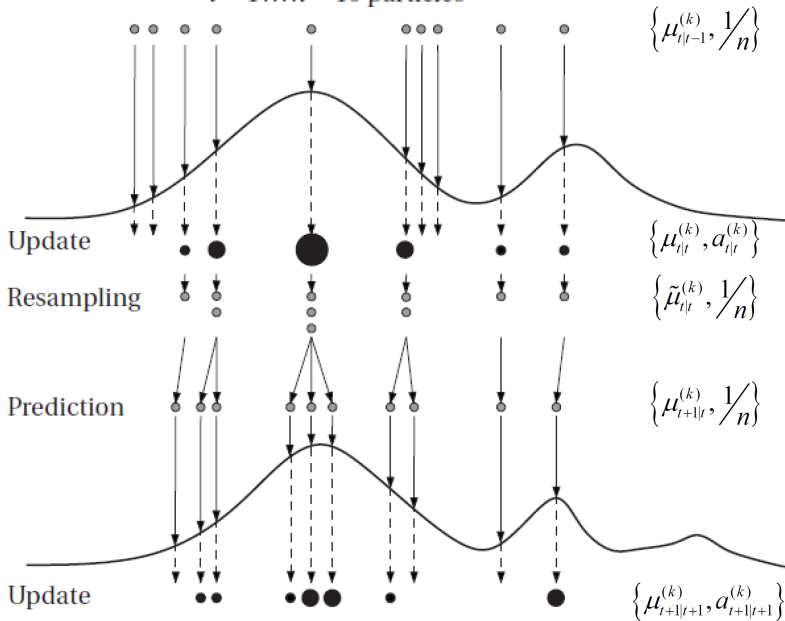 {μ_{t|t-1}^{(k)}, 1/n}
Update {μ_{t|t}^{(k)}, a_{t|t}^{(k)}}
Resampling {μ̃_{t|t}^{(k)}, 1/n}
Prediction {μ_{t+1|t}^{(k)}, 1/n}
Update {μ_{t+1|t+1}^{(k)}, a_{t+1|t+1}^{(k)}}